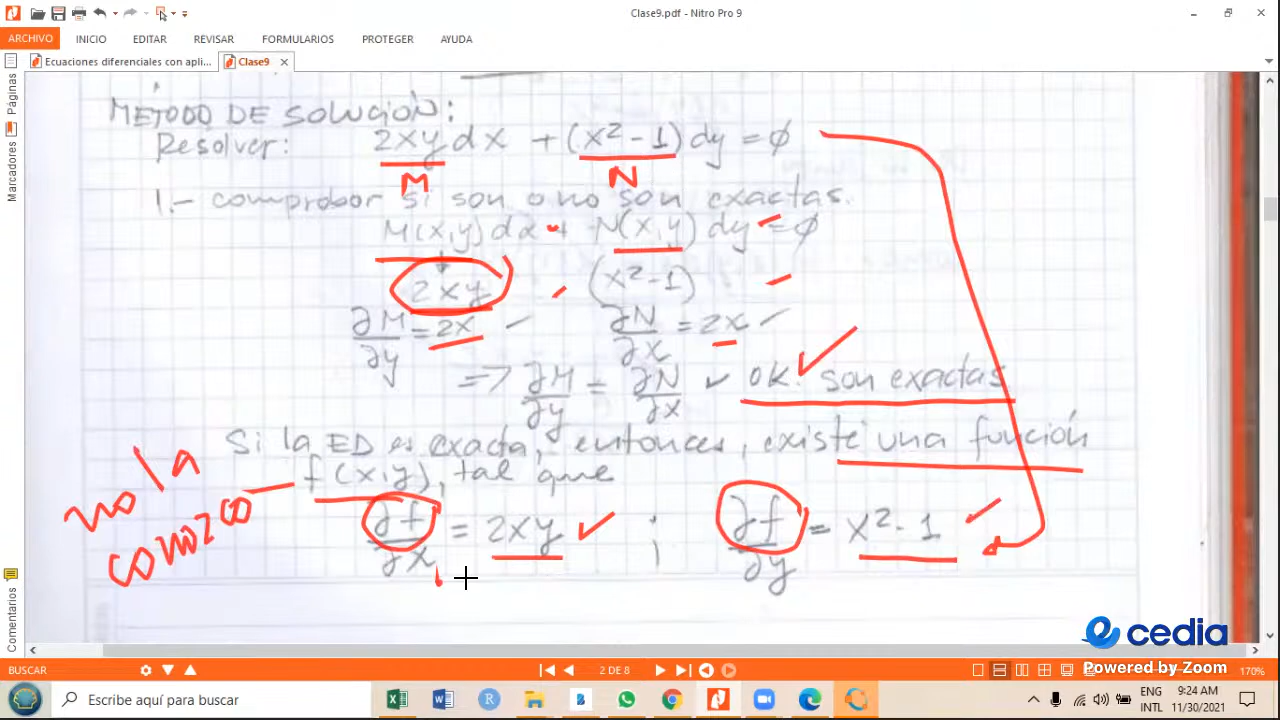 Clase9.pdf - Nitro Pro 9
ARCHIVO INICIO EDITAR REVISAR FORMULARIOS PROTEGER AYUDA
Ecuaciones diferenciales con apli... Clase9
Páginas
Marcadores
Comentarios
METODO DE SOLUCIÓN:
Resolver: 2xy dx + (x²-1) dy = ∅
M N
1.- comprobar si son o no son exactas.
M(x,y) dx + N(x,y) dy = ∅
2xy (x²-1)
∂M/∂y = 2x ∂N/∂x = 2x
=> ∂M/∂y = ∂N/∂x OK. son exactas
Si la ED es exacta, entonces, existe una función
f(x,y), tal que
no la
conozco
∂f/∂x = 2xy ; ∂f/∂y = x²-1
cedia
Powered by Zoom
BUSCAR 2 DE 8 170%
Escribe aquí para buscar
ENG 9:24 AM
INTL 11/30/2021